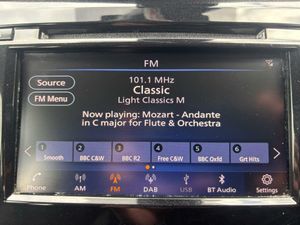 FM
Source
FM Menu
101.1 MHz
Classic
Light Classics M
Now playing: Mozart - Andante
in C major for Flute & Orchestra
1 2 3 4 5 6
Smooth BBC C&W BBC R2 Free C&W BBC Oxfd Grt Hits
Phone AM FM DAB USB BT Audio Settings